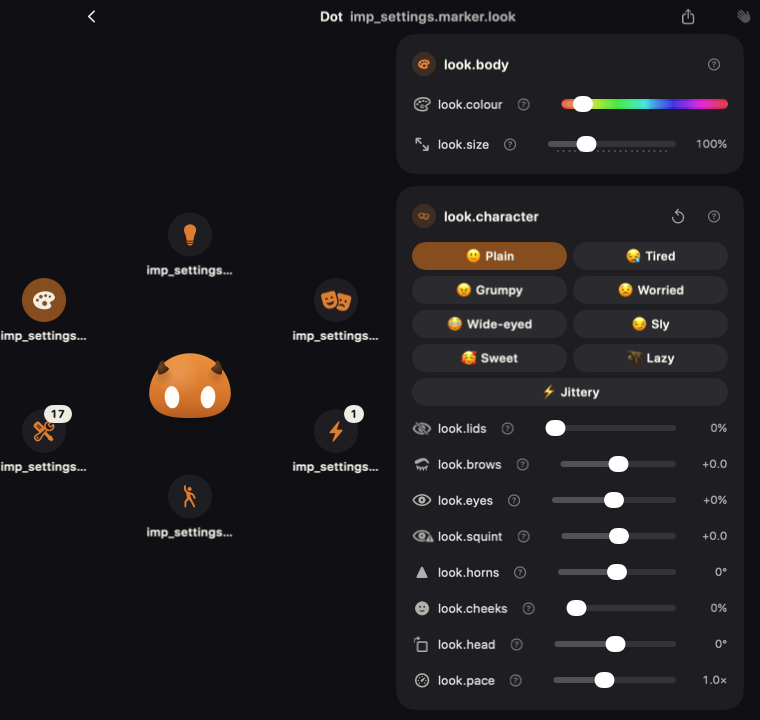 Dot imp_settings.marker.look
look.body
look.colour
look.size 100%
look.character
Plain
Tired
Grumpy
Worried
Wide-eyed
Sly
Sweet
Lazy
Jittery
look.lids 0%
look.brows +0.0
look.eyes +0%
look.squint +0.0
look.horns 0°
look.cheeks 0%
look.head 0°
look.pace 1.0×
imp_settings...
imp_settings...
imp_settings...
17
imp_settings...
1
imp_settings...
imp_settings...